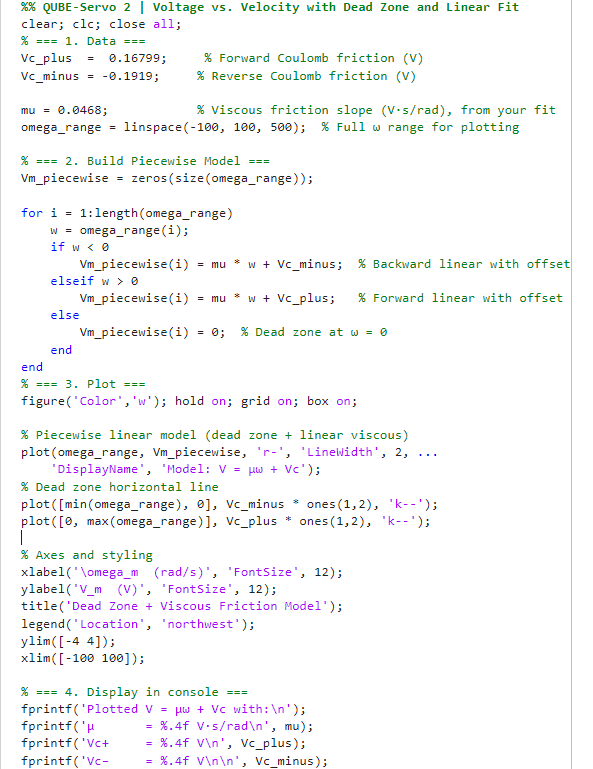 %% QUBE-Servo 2 | Voltage vs. Velocity with Dead Zone and Linear Fit
clear; clc; close all;
% === 1. Data ===
Vc_plus  =  0.16799;     % Forward Coulomb friction (V)
Vc_minus = -0.1919;     % Reverse Coulomb friction (V)
mu = 0.0468;            % Viscous friction slope (V·s/rad), from your fit
omega_range = linspace(-100, 100, 500);  % Full ω range for plotting
% === 2. Build Piecewise Model ===
Vm_piecewise = zeros(size(omega_range));
for i = 1:length(omega_range)
    w = omega_range(i);
    if w < 0
        Vm_piecewise(i) = mu * w + Vc_minus;  % Backward linear with offset
    elseif w > 0
        Vm_piecewise(i) = mu * w + Vc_plus;   % Forward linear with offset
    else
        Vm_piecewise(i) = 0;  % Dead zone at ω = 0
    end
end
% === 3. Plot ===
figure('Color','w'); hold on; grid on; box on;
% Piecewise linear model (dead zone + linear viscous)
plot(omega_range, Vm_piecewise, 'r-', 'LineWidth', 2, ...
    'DisplayName', 'Model: V = μω + Vc');
% Dead zone horizontal line
plot([min(omega_range), 0], Vc_minus * ones(1,2), 'k--');
plot([0, max(omega_range)], Vc_plus * ones(1,2), 'k--');
% Axes and styling
xlabel('\omega_m  (rad/s)', 'FontSize', 12);
ylabel('V_m  (V)', 'FontSize', 12);
title('Dead Zone + Viscous Friction Model');
legend('Location', 'northwest');
ylim([-4 4]);
xlim([-100 100]);
% === 4. Display in console ===
fprintf('Plotted V = μω + Vc with:\n');
fprintf('μ       = %.4f V·s/rad\n', mu);
fprintf('Vc+     = %.4f V\n', Vc_plus);
fprintf('Vc−     = %.4f V\n\n', Vc_minus);